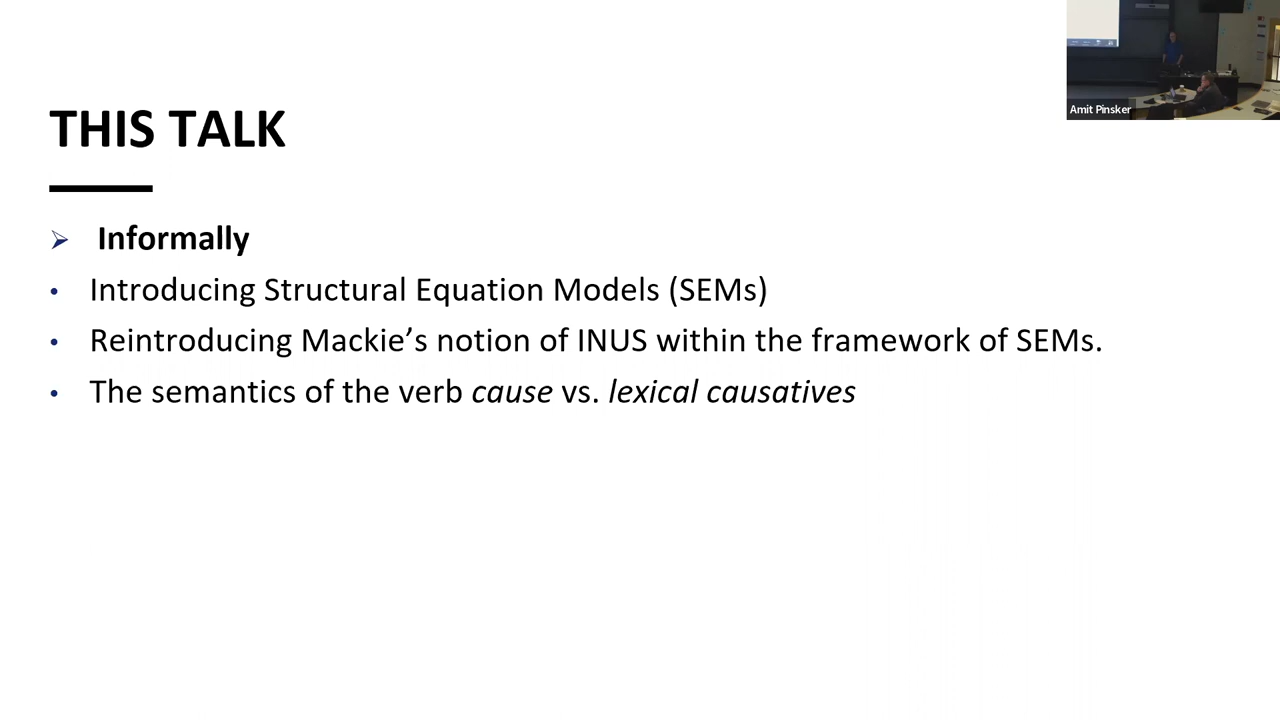 Amit Pinsker
THIS TALK
➢ Informally
• Introducing Structural Equation Models (SEMs)
• Reintroducing Mackie’s notion of INUS within the framework of SEMs.
• The semantics of the verb cause vs. lexical causatives